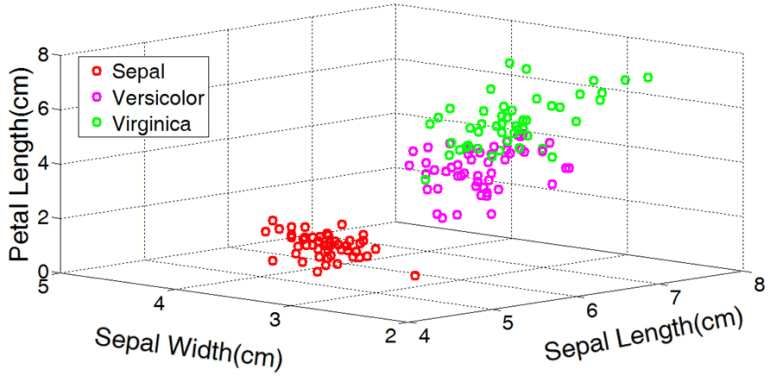 8
6
4
2
0
Petal Length(cm)
Sepal
Versicolor
Virginica
5
4
3
2
Sepal Width(cm)
4
5
6
7
8
Sepal Length(cm)